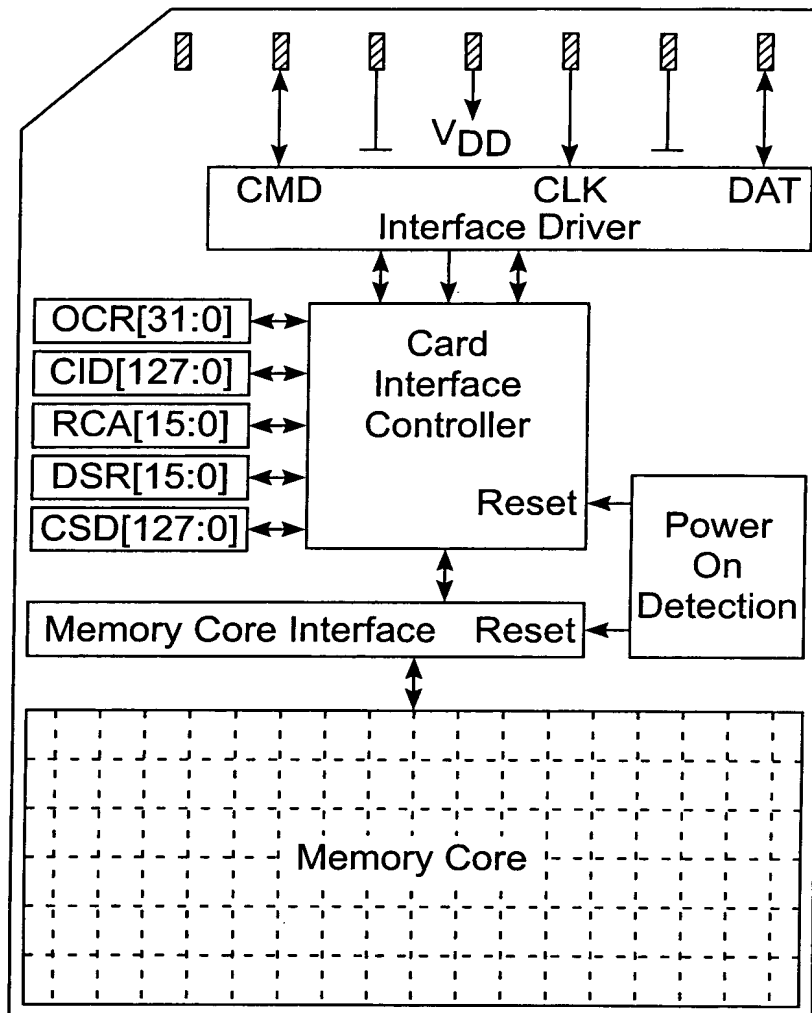 VDD
CMD CLK DAT
Interface Driver
OCR[31:0]
CID[127:0]
RCA[15:0]
DSR[15:0]
CSD[127:0]
Card
Interface
Controller
Reset
Power
On
Detection
Memory Core Interface Reset
Memory Core